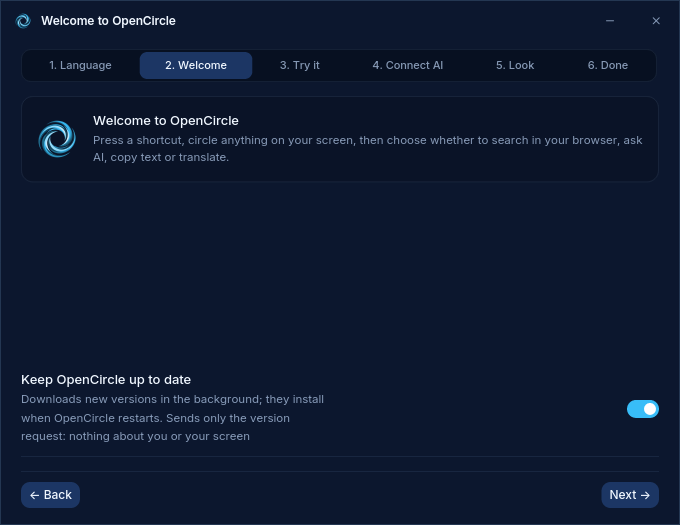 Welcome to OpenCircle
1. Language
2. Welcome
3. Try it
4. Connect AI
5. Look
6. Done
Welcome to OpenCircle
Press a shortcut, circle anything on your screen, then choose whether to search in your browser, ask
AI, copy text or translate.
Keep OpenCircle up to date
Downloads new versions in the background; they install
when OpenCircle restarts. Sends only the version
request: nothing about you or your screen
← Back
Next →